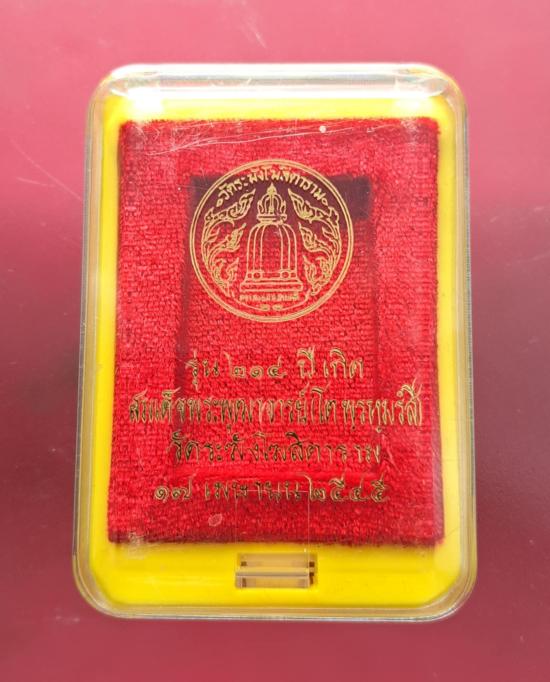 วัดระฆังโฆสิตาราม
รุ่น ๒๑๔ ปี เกิด
สมเด็จพระพุฒาจารย์(โต พฺรหฺมรํสี)
วัดระฆังโฆสิตาราม
๑๗ เมษายน ๒๕๔๕